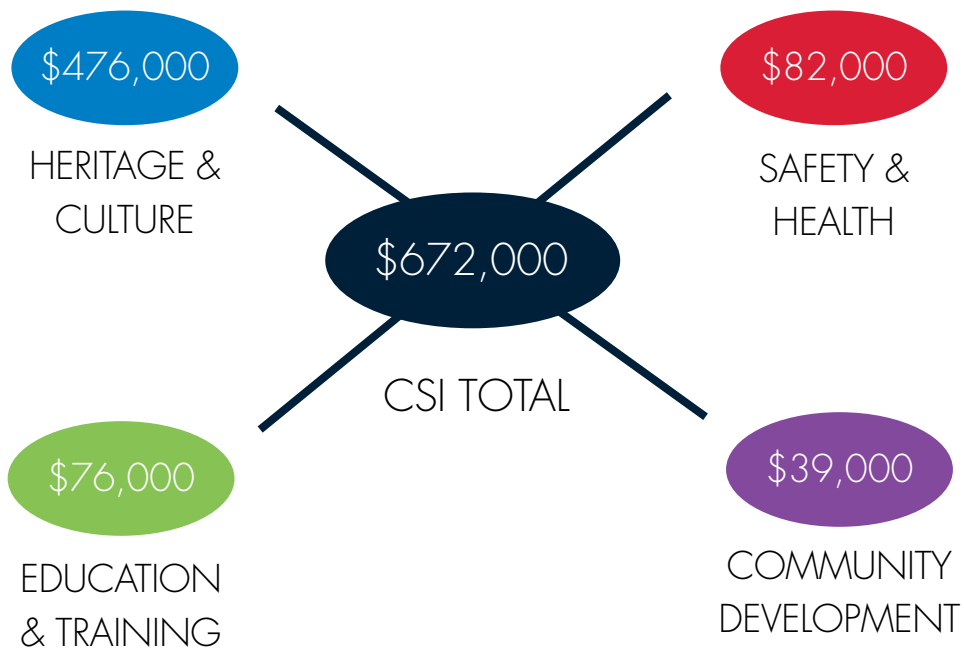 $476,000
HERITAGE &
CULTURE
$82,000
SAFETY &
HEALTH
$672,000
CSI TOTAL
$76,000
EDUCATION
& TRAINING
$39,000
COMMUNITY
DEVELOPMENT